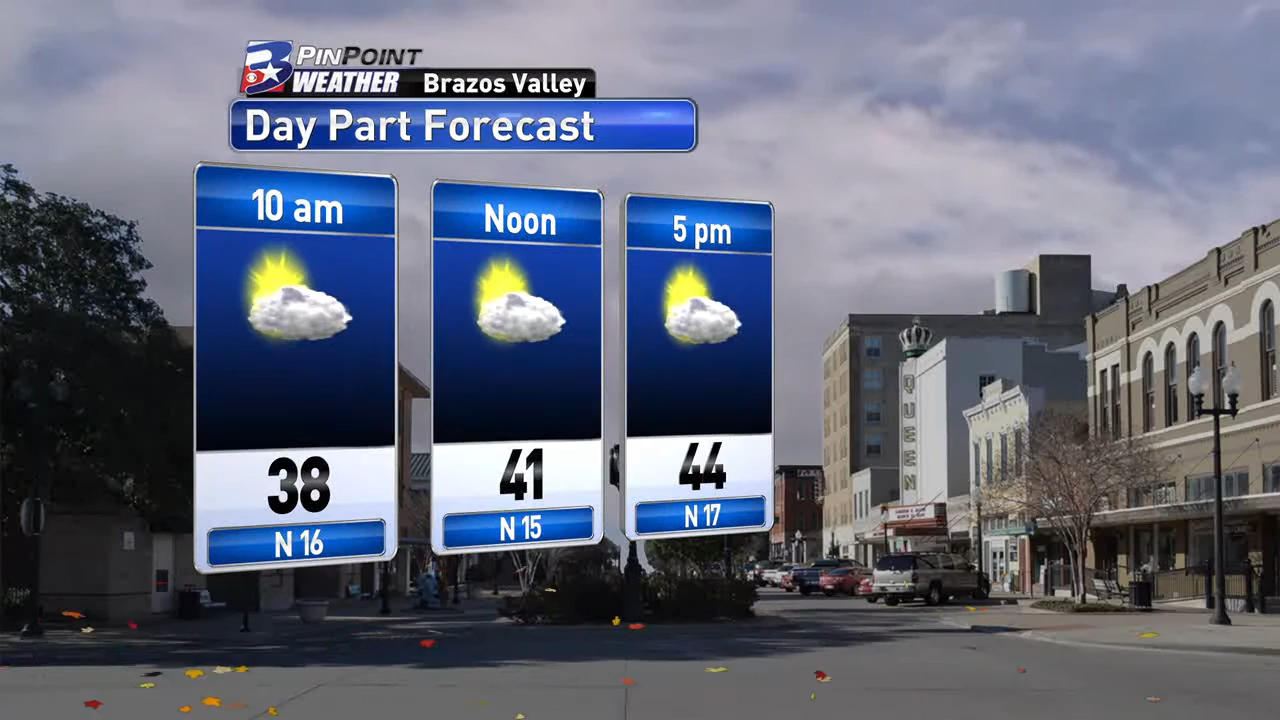 PINPOINT
WEATHER
Brazos Valley
Day Part Forecast
10 am
Noon
5 pm
38
41
44
N 16
N 15
N 17
QUEEN